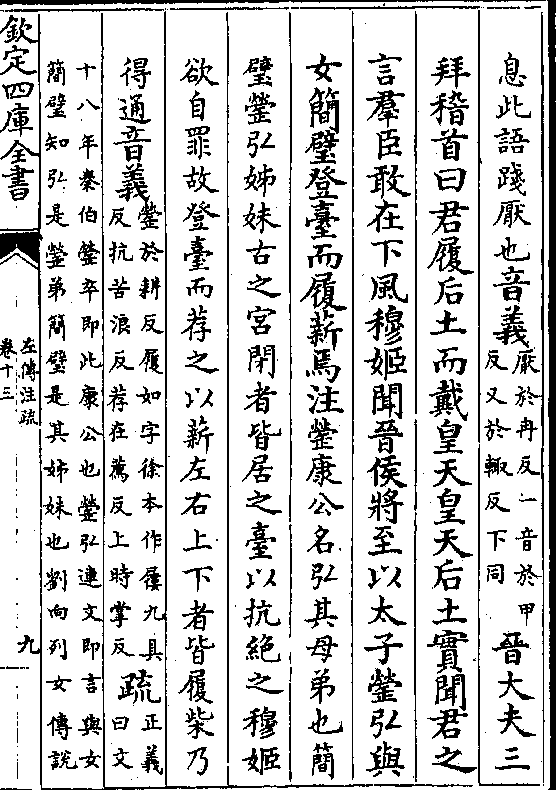 息此語踐厭也音義厭於冉反一音於甲
反又於輙反下同晉大夫三
拜稽首曰君履后土而戴皇天皇天后土實聞君之
言羣臣敢在下風穆姬聞晉侯將至以太子罃弘與
女簡璧登臺而履薪焉注罃康公名弘其母弟也簡
璧罃弘姊妹古之宮閉者皆居之臺以抗絶之穆姬
欲自罪故登臺而荐之以薪左右上下者皆履柴乃
得通音義罃於耕反履如字徐本作屨九具
反抗苦浪反荐在薦反上時掌反疏正義
曰文
十八年秦伯罃卒即此康公也罃弘連文即言與女
簡璧知弘是罃弟簡璧是其姊妹也劉向列女傳說
欽定四庫全書
左傳注疏
卷十三
九